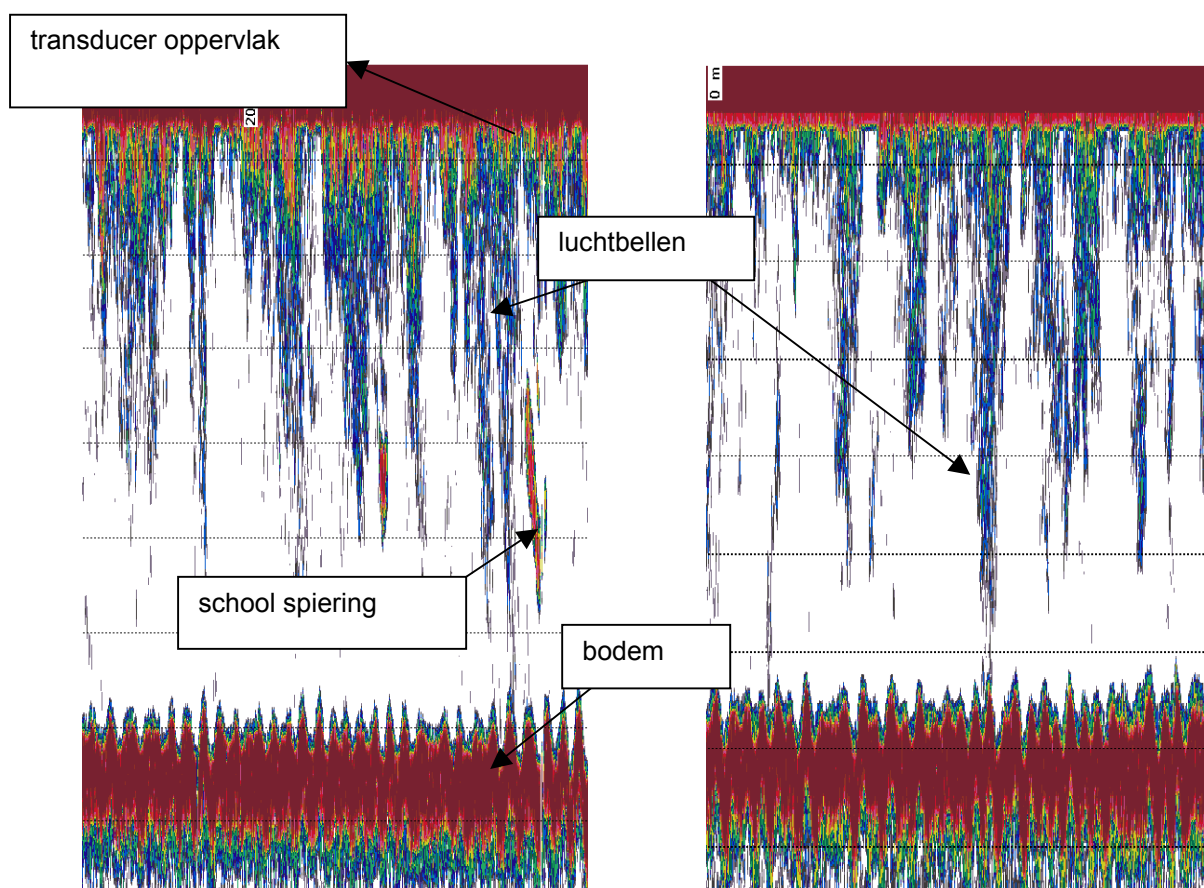 transducer oppervlak
20
0 m
luchtbellen
school spiering
bodem